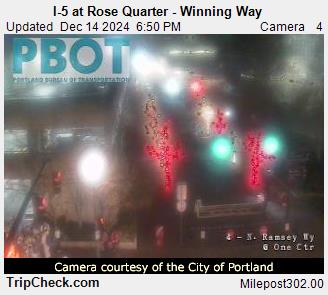 I-5 at Rose Quarter - Winning Way
Updated Dec 14 2024 6:50 PM Camera 4
PBOT
PORTLAND BUREAU OF TRANSPORTATION
4 - N. Ramsey Wy
@ One Ctr
Camera courtesy of the City of Portland
TripCheck.com Milepost302.00